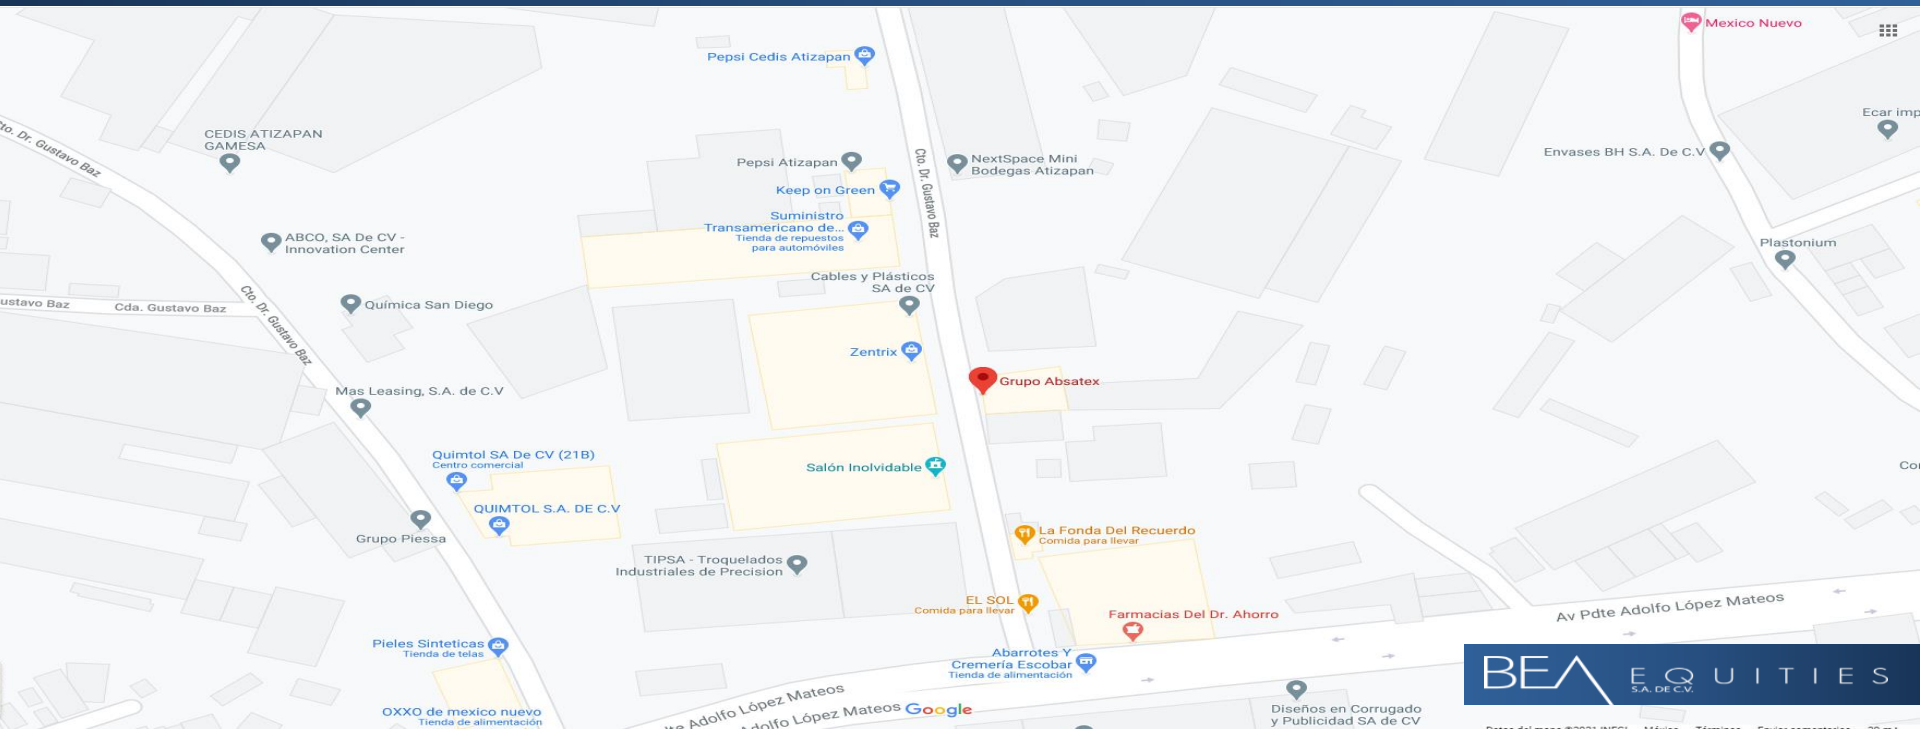 Mexico Nuevo
Pepsi Cedis Atizapan
Ecar imp
CEDIS ATIZAPAN
GAMESA
to. Dr. Gustavo Baz
Cto. Dr. Gustavo Baz
Pepsi Atizapan
NextSpace Mini
Bodegas Atizapan
Envases BH S.A. De C.V
Keep on Green
Suministro
Transamericano de...
Tienda de repuestos
para automóviles
ABCO, SA De CV -
Innovation Center
Plastonium
Cables y Plásticos
SA de CV
ustavo Baz
Cda. Gustavo Baz
Cto. Dr. Gustavo Baz
Química San Diego
Zentrix
Grupo Absatex
Mas Leasing, S.A. de C.V
Quimtol SA De CV (21B)
Centro comercial
Salón Inolvidable
QUIMTOL S.A. DE C.V
Grupo Piessa
La Fonda Del Recuerdo
Comida para llevar
TIPSA - Troquelados
Industriales de Precision
EL SOL
Comida para llevar
Farmacias Del Dr. Ahorro
Av Pdte Adolfo López Mateos
Pieles Sinteticas
Tienda de telas
Abarrotes Y
Cremería Escobar
Tienda de alimentación
BEA EQUITIES
S.A. DE C.V.
OXXO de mexico nuevo
Tienda de alimentación
te Adolfo López Mateos
dolfo López Mateos
Google
Diseños en Corrugado
y Publicidad SA de CV